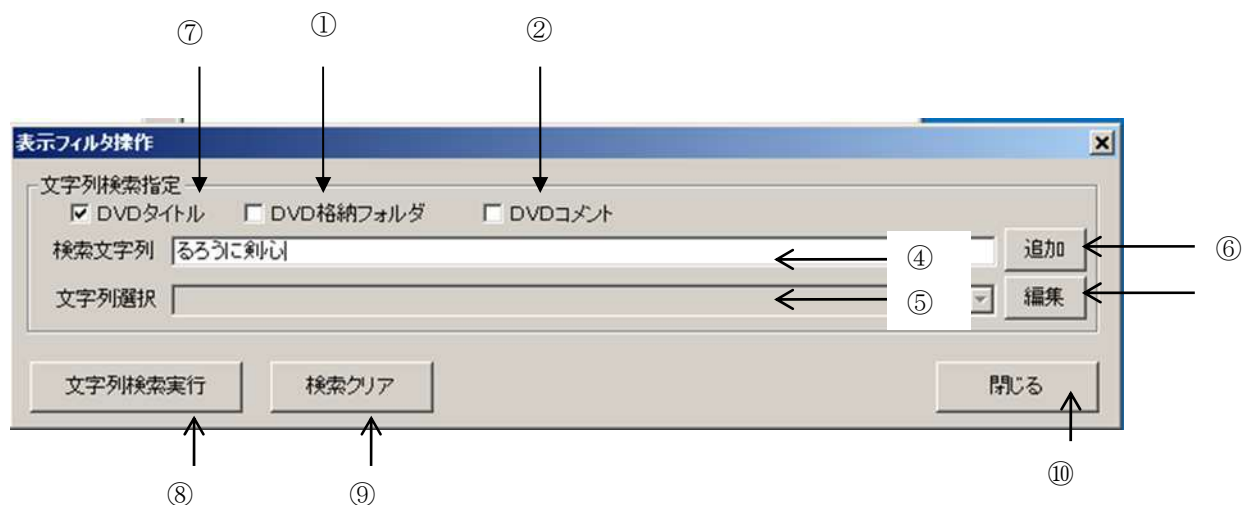 ⑦ ① ②
表示フィルタ操作
文字列検索指定
DVDタイトル DVD格納フォルダ DVDコメント
検索文字列 るろうに剣心 ④ 追加 ⑥
文字列選択 ⑤ 編集
文字列検索実行 検索クリア 閉じる
⑧ ⑨ ⑩